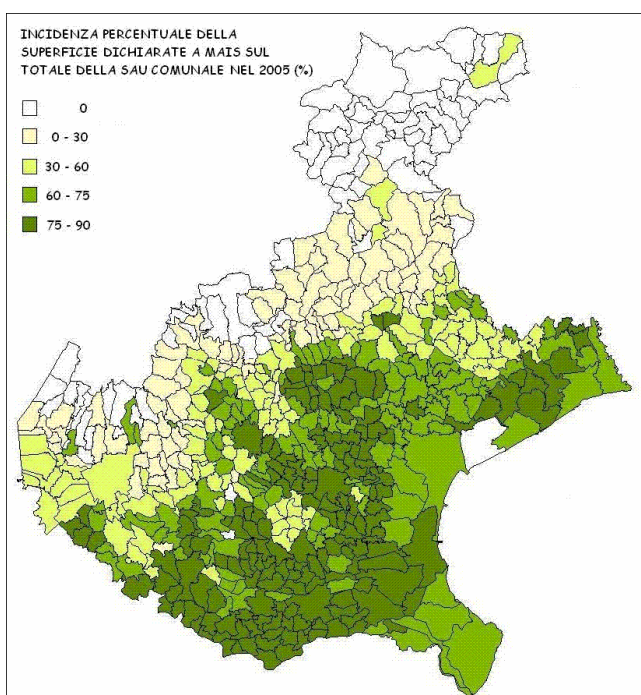 INCIDENZA PERCENTUALE DELLA
SUPERFICIE DICHIARATE A MAIS SUL
TOTALE DELLA SAU COMUNALE NEL 2005 (%)
0
0 - 30
30 - 60
60 - 75
75 - 90